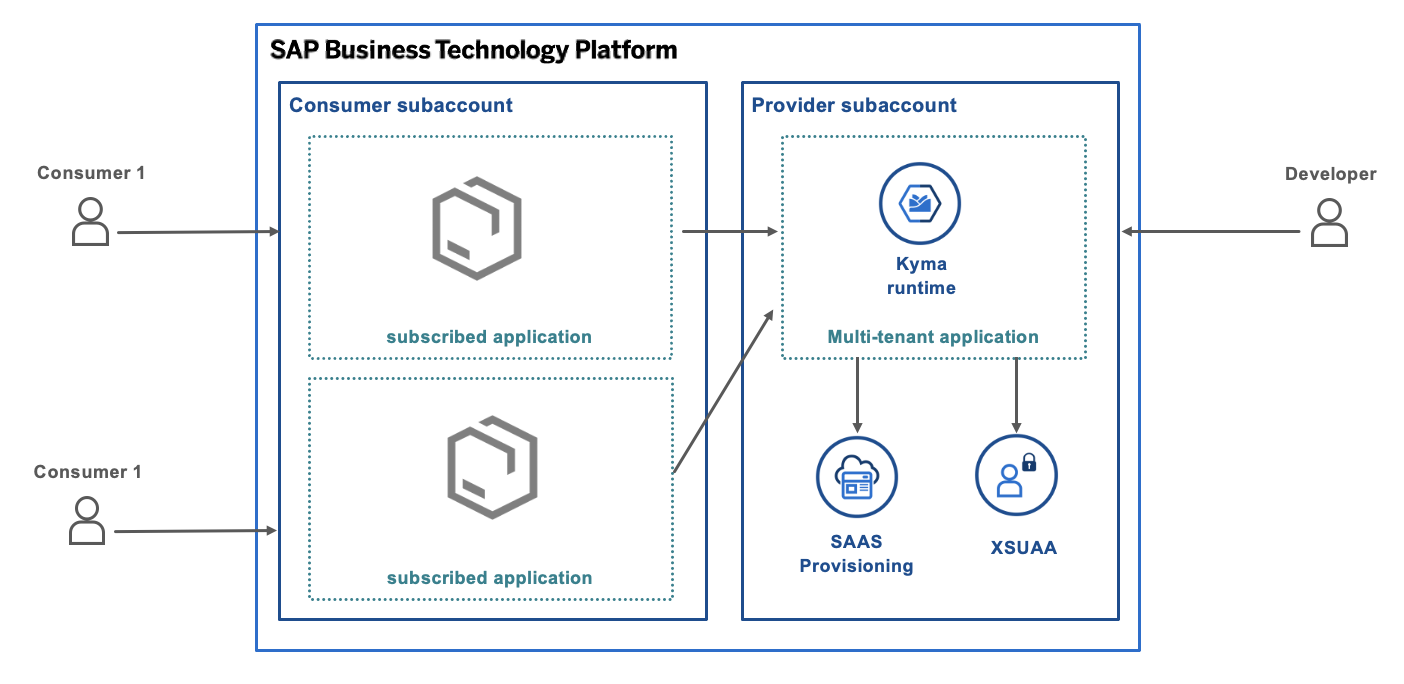 SAP Business Technology Platform
Consumer subaccount
Provider subaccount
Consumer 1
Developer
Kyma
runtime
subscribed application
Multi-tenant application
Consumer 1
SAAS
Provisioning
XSUAA
subscribed application